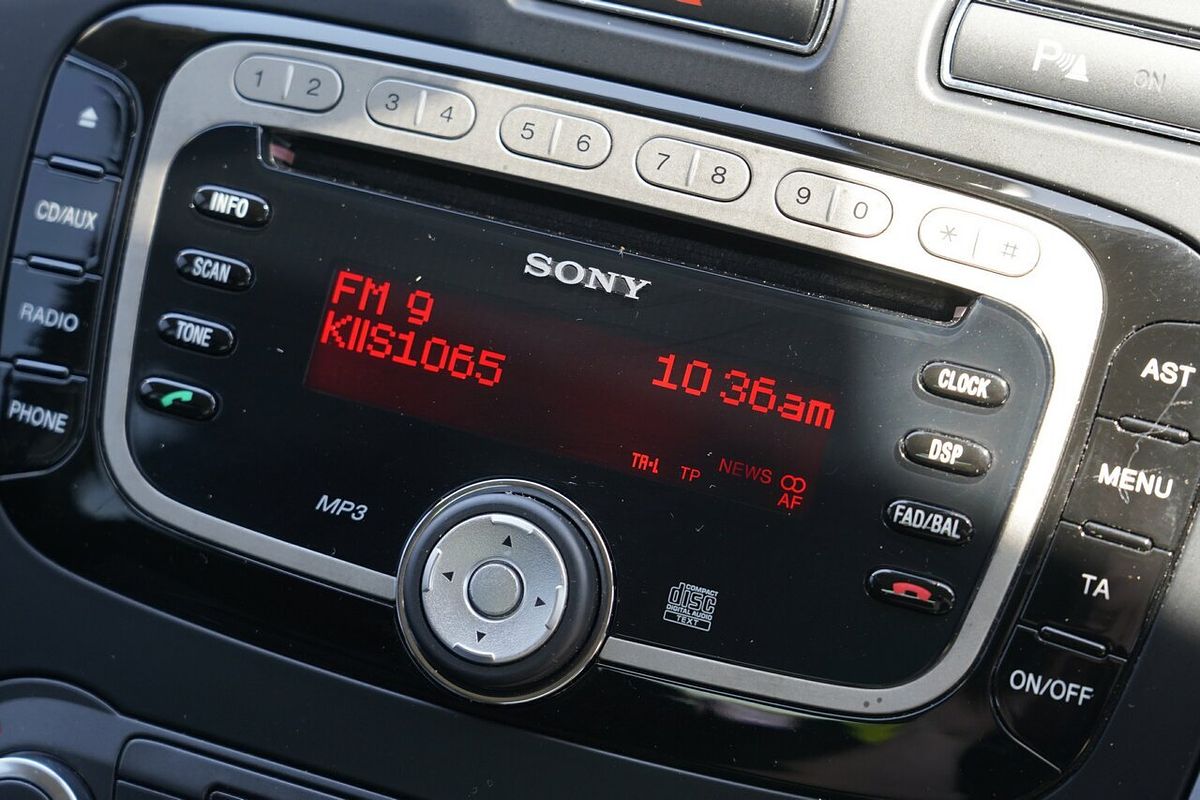 P ON
1 2
3 4
5 6
7 8
9 0
* #
CD/AUX
RADIO
PHONE
INFO
SCAN
TONE
SONY
FM 9
KIIS1065
10 36am
TA-L TP NEWS AF
MP3
COMPACT
disc
DIGITAL AUDIO
TEXT
CLOCK
DSP
FAD/BAL
AST
MENU
TA
ON/OFF